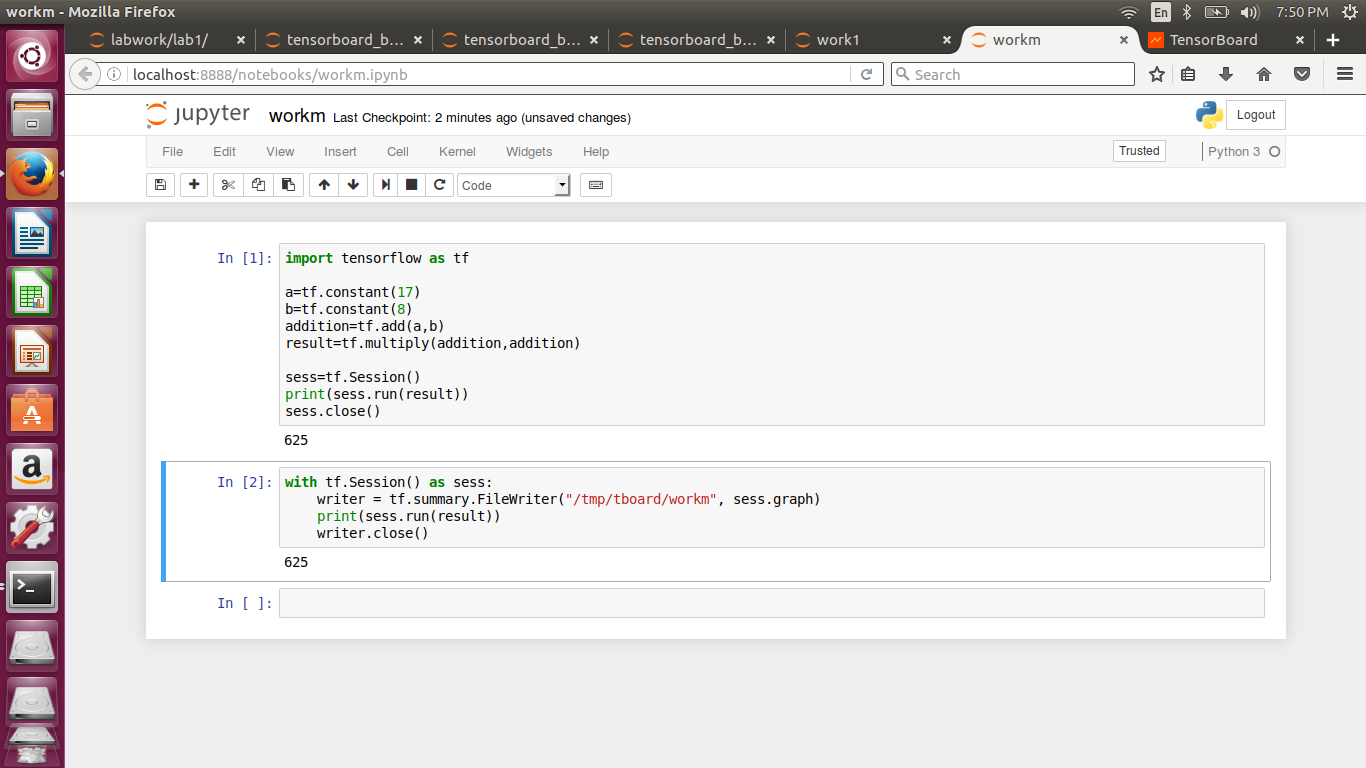 workm - Mozilla Firefox
En
7:50 PM
labwork/lab1/
tensorboard_b...
tensorboard_b...
tensorboard_b...
work1
workm
TensorBoard
localhost:8888/notebooks/workm.ipynb
Search
jupyter
workm
Last Checkpoint: 2 minutes ago (unsaved changes)
Logout
File
Edit
View
Insert
Cell
Kernel
Widgets
Help
Trusted
Python 3
Code
In [1]:
import tensorflow as tf
a=tf.constant(17)
b=tf.constant(8)
addition=tf.add(a,b)
result=tf.multiply(addition,addition)
sess=tf.Session()
print(sess.run(result))
sess.close()
625
In [2]:
with tf.Session() as sess:
    writer = tf.summary.FileWriter("/tmp/tboard/workm", sess.graph)
    print(sess.run(result))
    writer.close()
625
In [ ]: